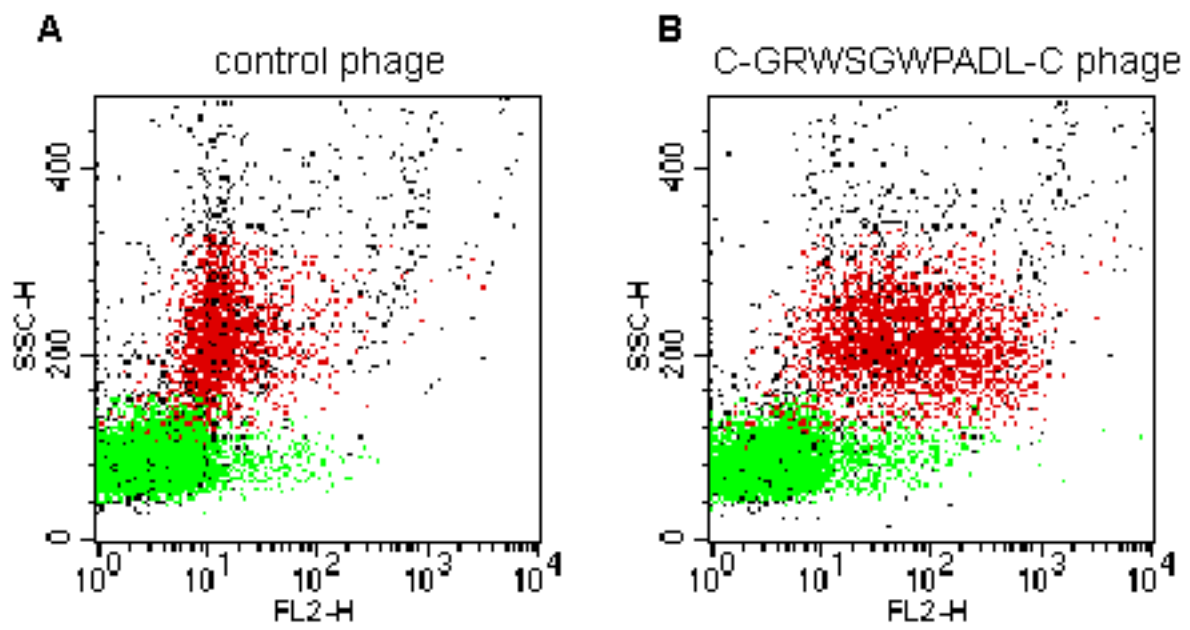 A
control phage
SSC-H
400
200
0
10^0 10^1 10^2 10^3 10^4
FL2-H
B
C-GRWSGWPADL-C phage
SSC-H
400
200
0
10^0 10^1 10^2 10^3 10^4
FL2-H